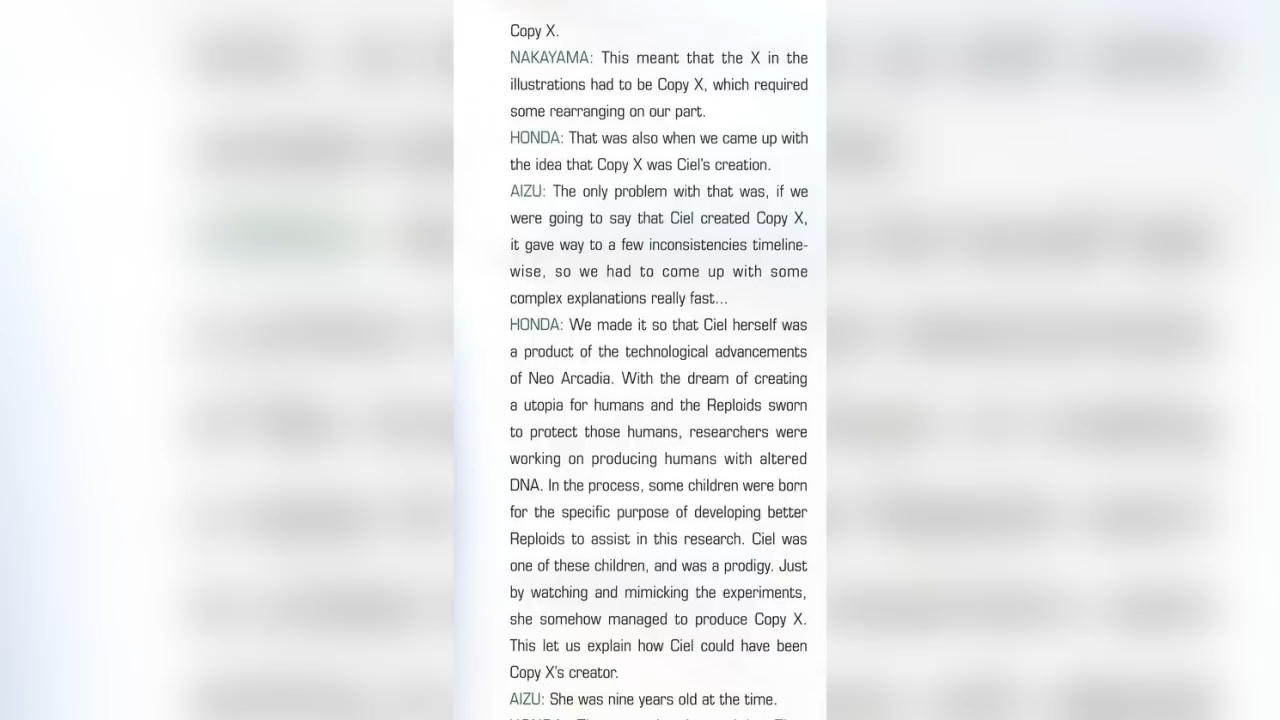 Copy X.
NAKAYAMA: This meant that the X in the
illustrations had to be Copy X, which required
some rearranging on our part.
HONDA: That was also when we came up with
the idea that Copy X was Ciel's creation.
AIZU: The only problem with that was, if we
were going to say that Ciel created Copy X,
it gave way to a few inconsistencies timeline-
wise, so we had to come up with some
complex explanations really fast...
HONDA: We made it so that Ciel herself was
a product of the technological advancements
of Neo Arcadia. With the dream of creating
a utopia for humans and the Reploids sworn
to protect those humans, researchers were
working on producing humans with altered
DNA. In the process, some children were born
for the specific purpose of developing better
Reploids to assist in this research. Ciel was
one of these children, and was a prodigy. Just
by watching and mimicking the experiments,
she somehow managed to produce Copy X.
This let us explain how Ciel could have been
Copy X's creator.
AIZU: She was nine years old at the time.